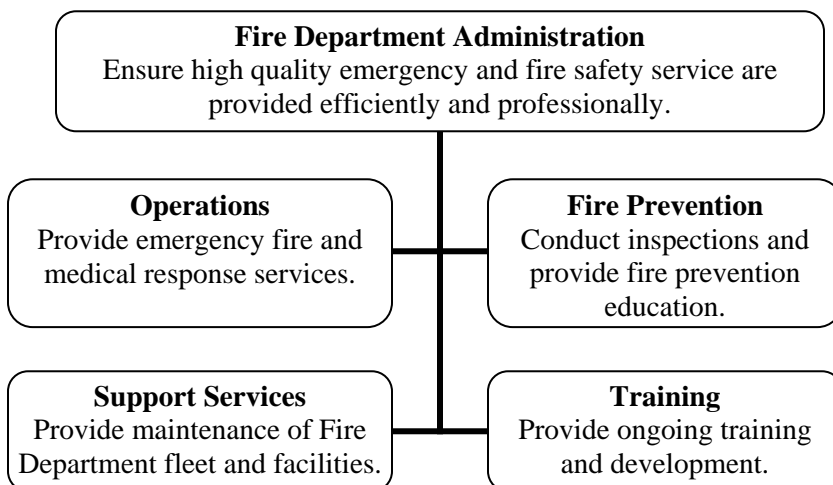 Fire Department Administration
Ensure high quality emergency and fire safety service are
provided efficiently and professionally.
Operations
Provide emergency fire and
medical response services.
Fire Prevention
Conduct inspections and
provide fire prevention
education.
Support Services
Provide maintenance of Fire
Department fleet and facilities.
Training
Provide ongoing training
and development.